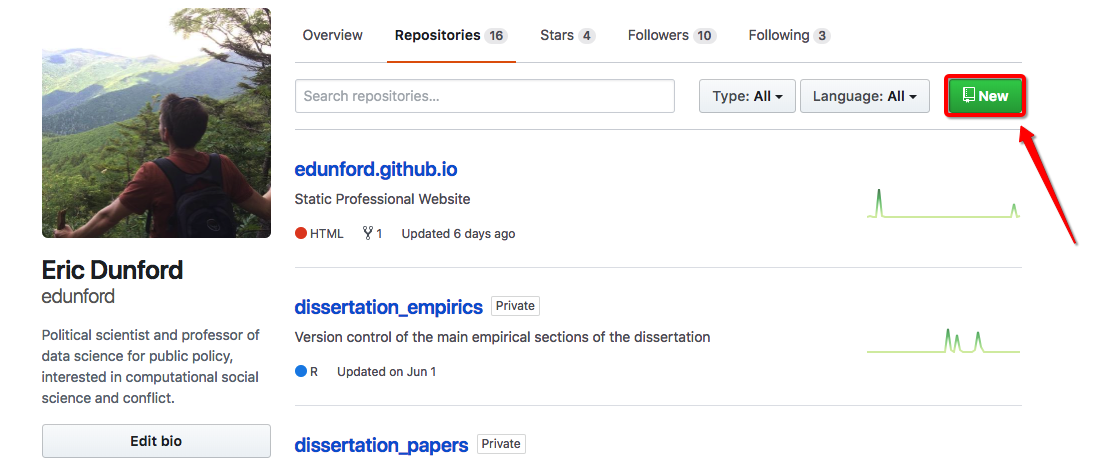 Overview Repositories 16 Stars 4 Followers 10 Following 3
Search repositories... Type: All Language: All New
edunford.github.io
Static Professional Website
HTML 1 Updated 6 days ago
Eric Dunford
edunford
Political scientist and professor of
data science for public policy,
interested in computational social
science and conflict.
Edit bio
dissertation_empirics Private
Version control of the main empirical sections of the dissertation
R Updated on Jun 1
dissertation_papers Private